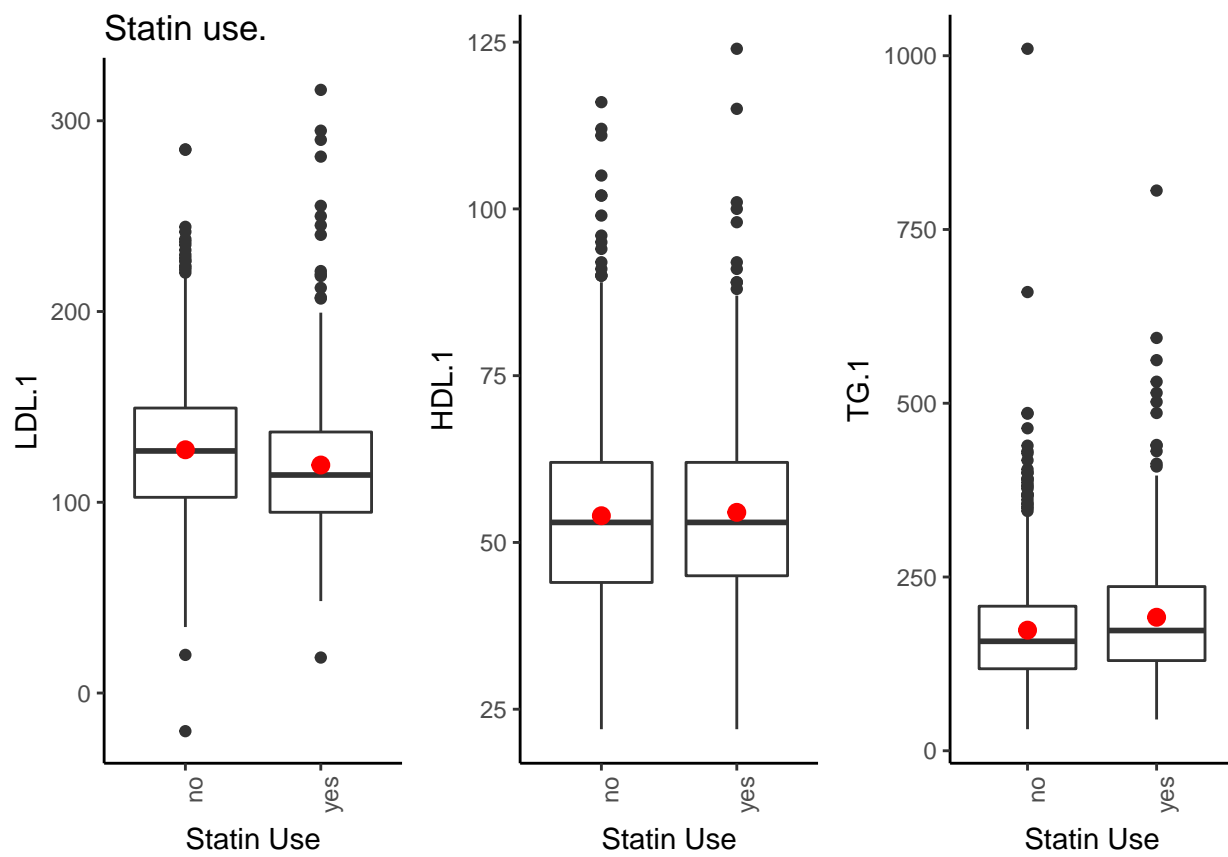 Statin use.
LDL.1
300
200
100
0
no
yes
Statin Use
HDL.1
125
100
75
50
25
no
yes
Statin Use
TG.1
1000
750
500
250
0
no
yes
Statin Use